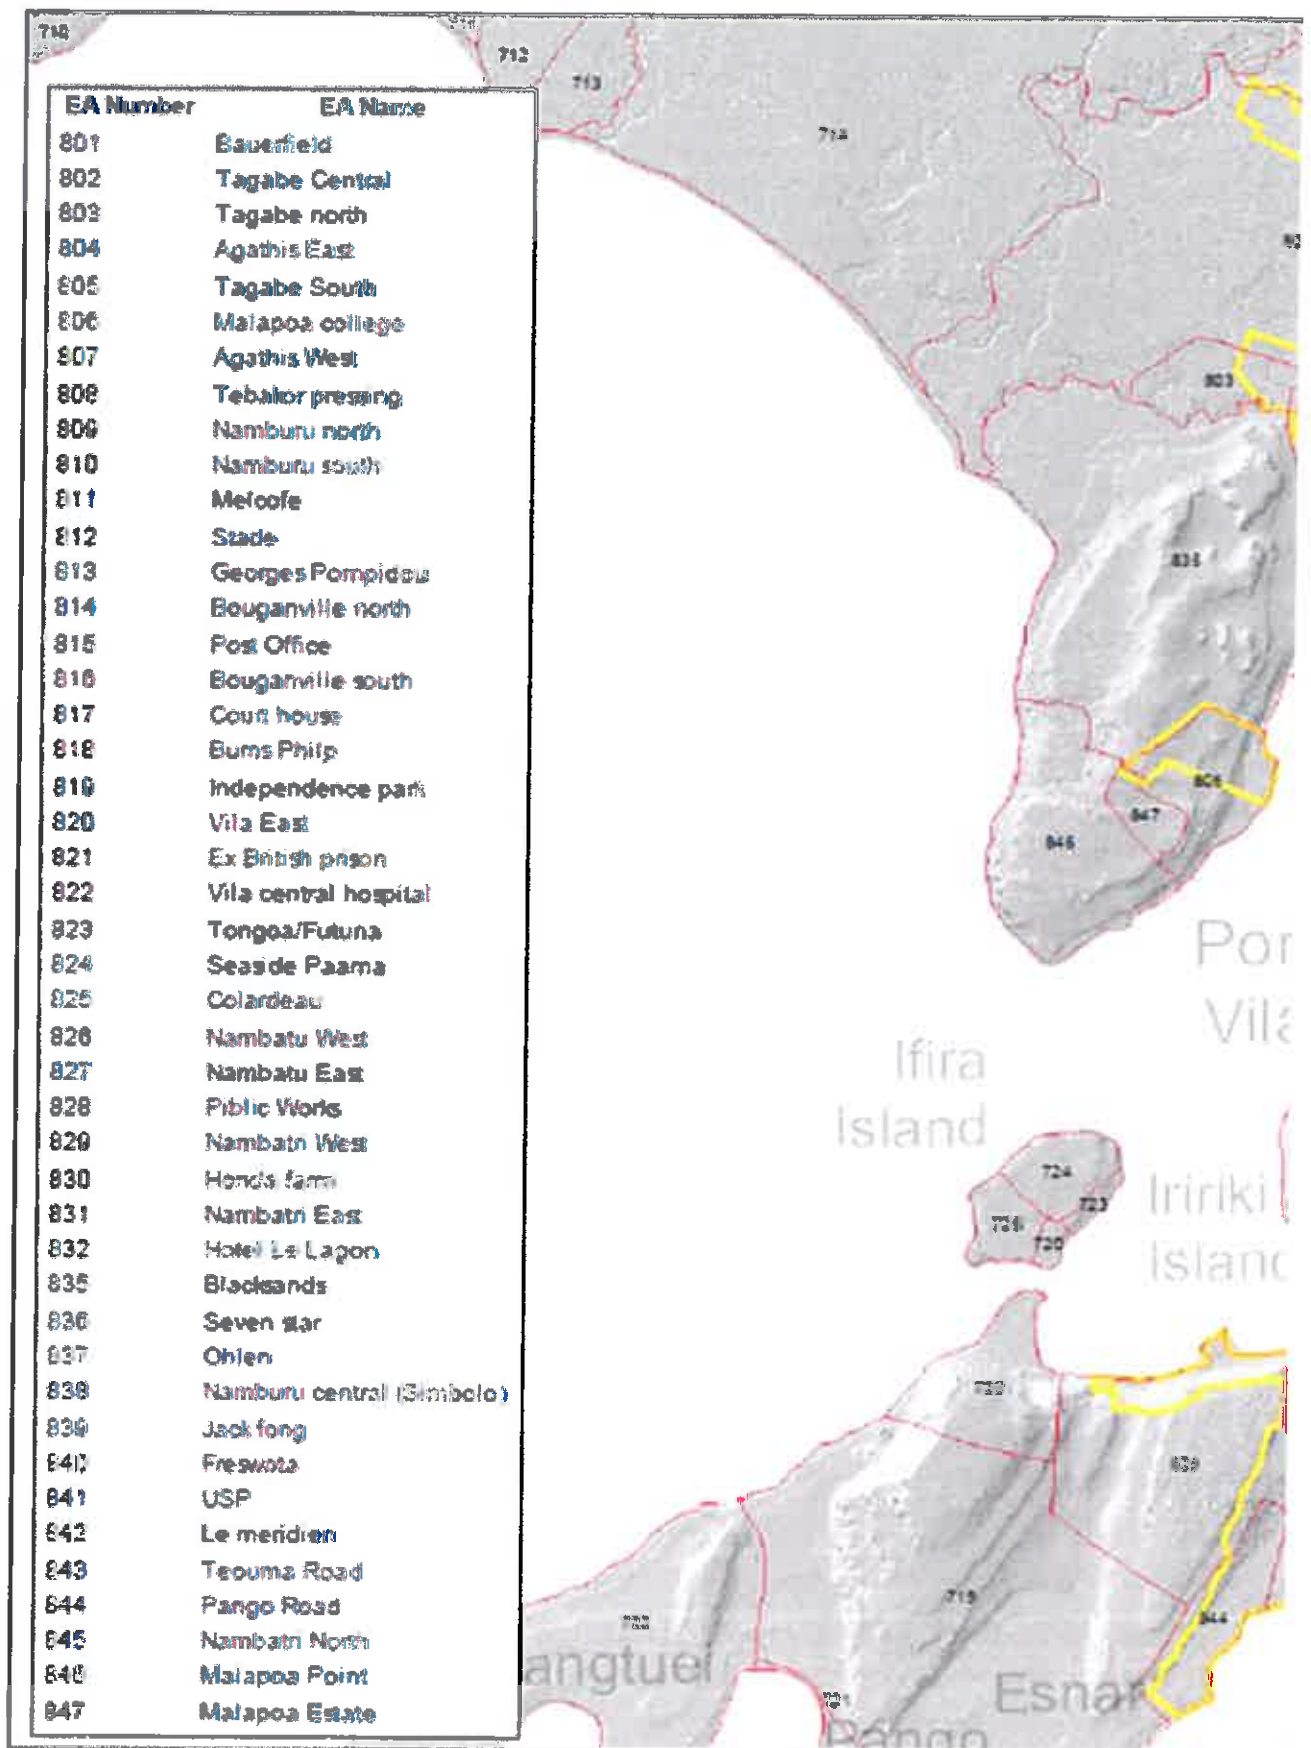 EA Number EA Name
801 Bauerfield
802 Tagabe Central
803 Tagabe north
804 Agathis East
805 Tagabe South
806 Malapoa college
807 Agathis West
808 Tebakor pressing
809 Namburu north
810 Namburu south
811 Melcofe
812 Stade
813 Georges Pompidou
814 Bouganville north
815 Post Office
816 Bouganville south
817 Court house
818 Burns Philp
819 Independence park
820 Vila East
821 Ex British prison
822 Vila central hospital
823 Tongoa/Futuna
824 Seaside Paama
825 Colardeau
826 Nambatu West
827 Nambatu East
828 Piblic Works
829 Nambatri West
830 Honda farm
831 Nambatri East
832 Hotel Le Lagon
835 Blacksands
836 Seven star
837 Ohlen
838 Namburu central (Simbolo)
839 Jack fong
840 Freswota
841 USP
842 Le meridien
843 Teouma Road
844 Pango Road
845 Nambatri North
846 Malapoa Point
847 Malapoa Estate
710
712
713
714
803
835
806
847
846
Por
Vila
Ifira
Island
724
723
720
Iririki
Island
719
844
angtuei
Esnar
Pango